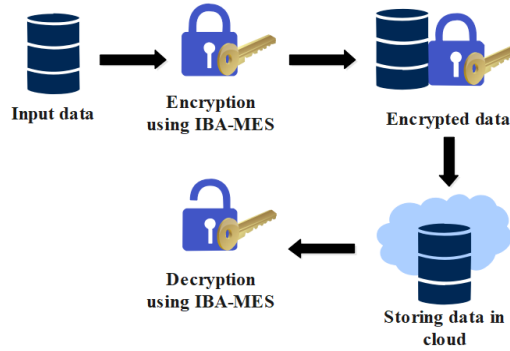 Input data
Encryption
using IBA-MES
Encrypted data
Decryption
using IBA-MES
Storing data in
cloud